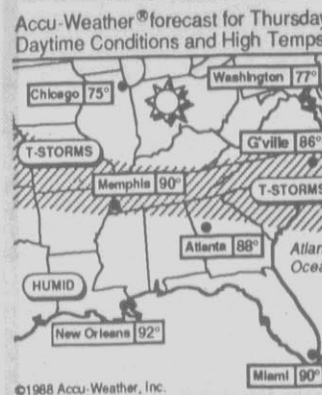 Accu-Weather® forecast for Thursday
Daytime Conditions and High Temps
Washington 77°
Chicago 75°
G'ville 86°
T-STORMS
Memphis 90°
T-STORMS
Atlanta 88°
Atlan
Ocea
HUMID
New Orleans 92°
Miami 90°
©1988 Accu-Weather, Inc.